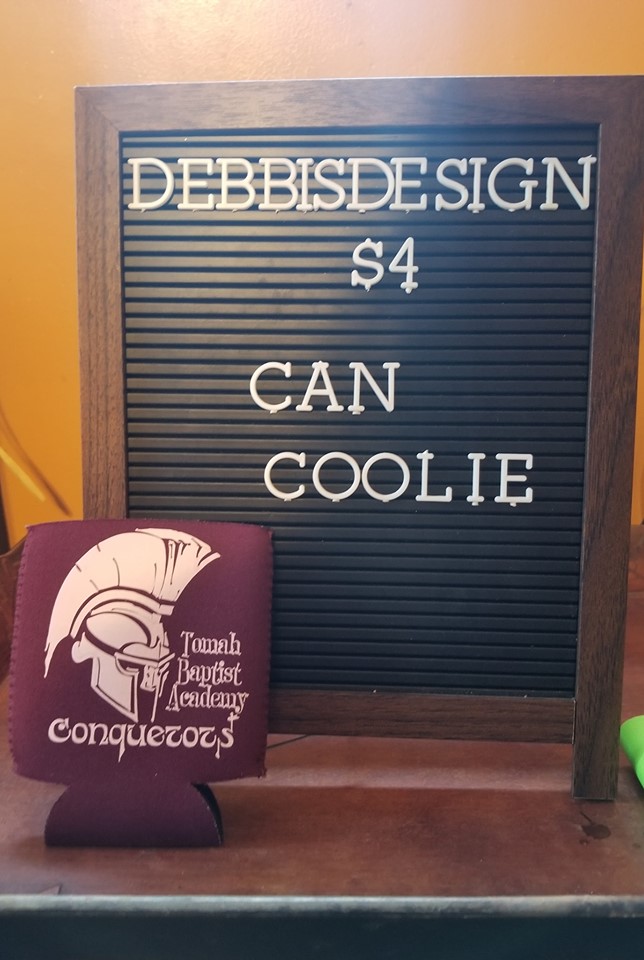 DEBBISDESIGN
$4
CAN
COOLIE
Tomah
Baptist
Academy
Conquerors